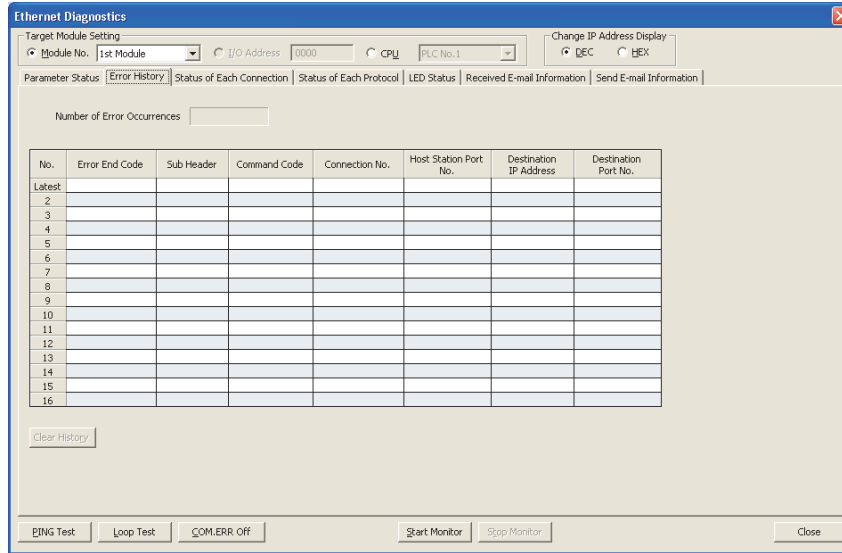 Ethernet Diagnostics
Target Module Setting
Change IP Address Display
Module No. 1st Module I/O Address 0000 CPU PLC No.1 DEC HEX
Parameter Status Error History Status of Each Connection Status of Each Protocol LED Status Received E-mail Information Send E-mail Information
Number of Error Occurrences
No. Error End Code Sub Header Command Code Connection No. Host Station Port No. Destination IP Address Destination Port No.
Latest
2
3
4
5
6
7
8
9
10
11
12
13
14
15
16
Clear History
PING Test Loop Test COM.ERR Off Start Monitor Stop Monitor Close